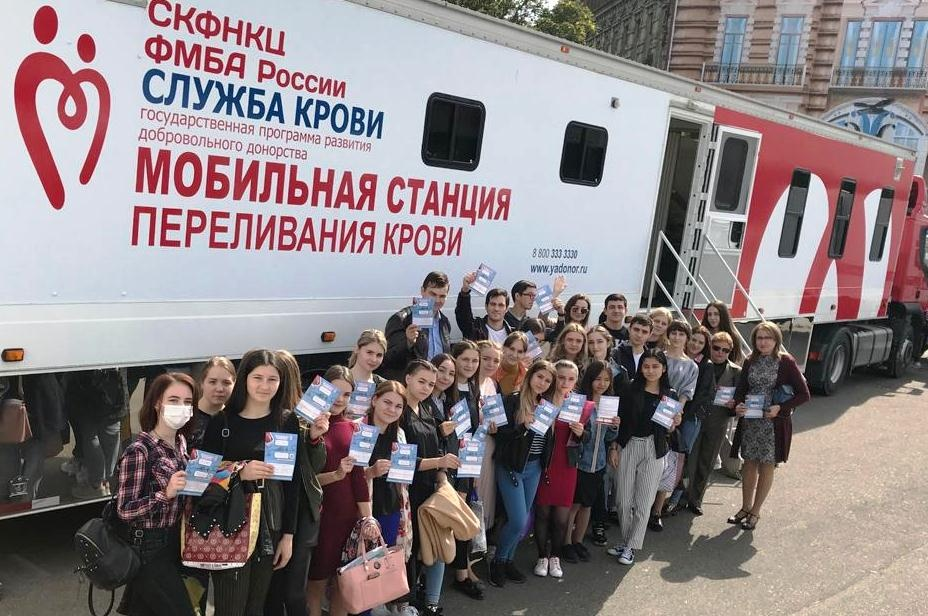 СКФНКЦ
ФМБА России
СЛУЖБА КРОВИ
государственная программа развития
добровольного донорства
МОБИЛЬНАЯ СТАНЦИЯ
ПЕРЕЛИВАНИЯ КРОВИ
8 800 333 3330
www.yadonor.ru